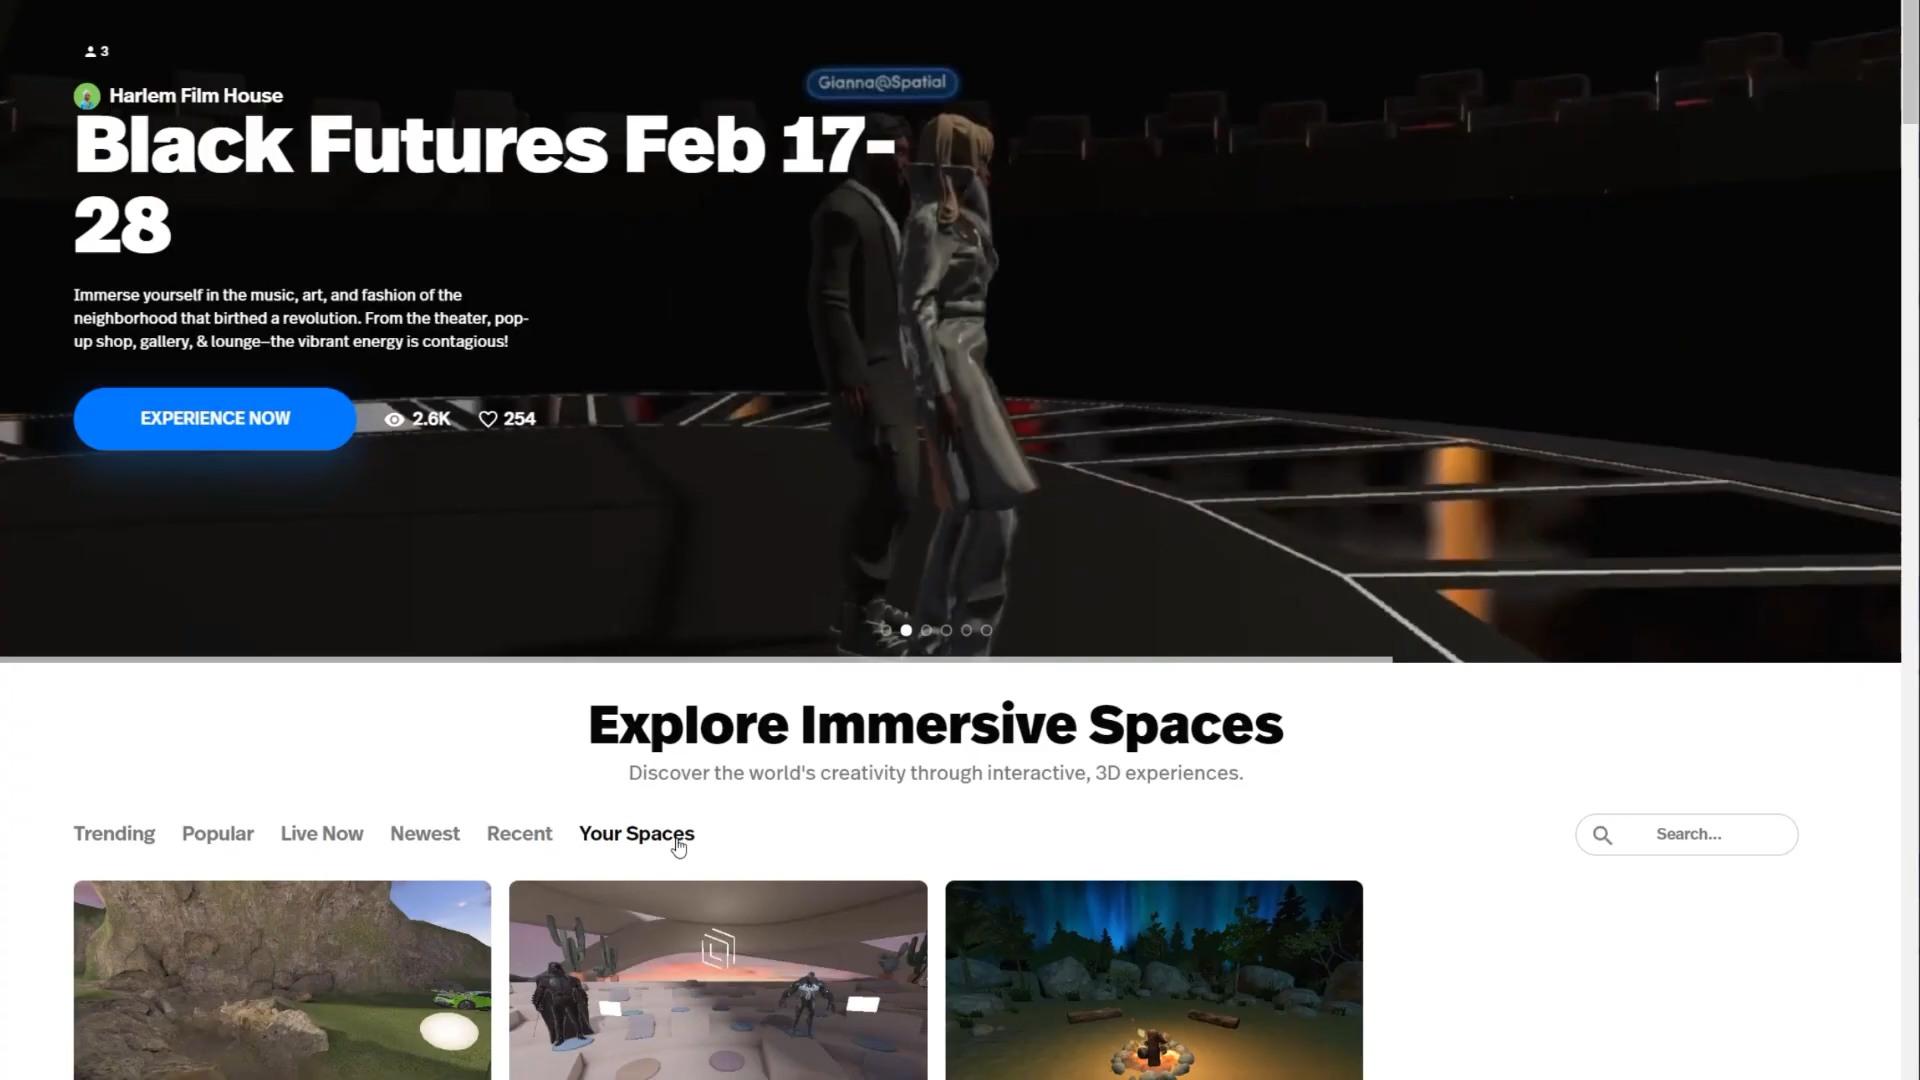 3
Harlem Film House
Gianna@Spatial
Black Futures Feb 17-
28
Immerse yourself in the music, art, and fashion of the
neighborhood that birthed a revolution. From the theater, pop-
up shop, gallery, & lounge—the vibrant energy is contagious!
EXPERIENCE NOW 2.6K 254
Explore Immersive Spaces
Discover the world's creativity through interactive, 3D experiences.
Trending Popular Live Now Newest Recent Your Spaces Search...